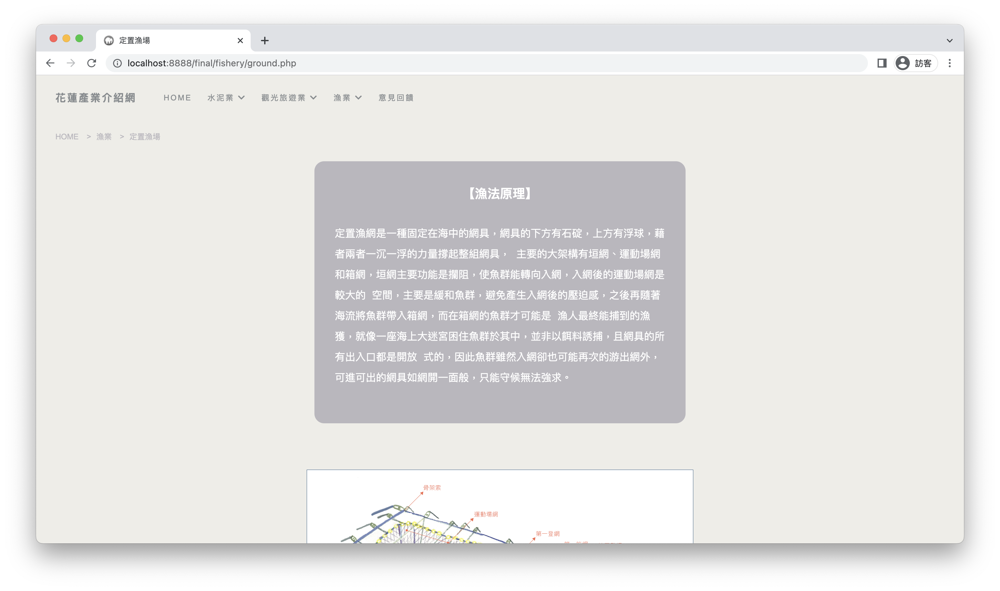 定置漁場
localhost:8888/final/fishery/ground.php
訪客
花蓮產業介紹網 HOME 水泥業 觀光旅遊業 漁業 意見回饋
HOME > 漁業 > 定置漁場
【漁法原理】
定置漁網是一種固定在海中的網具，網具的下方有石碇，上方有浮球，藉
者兩者一沉一浮的力量撐起整組網具， 主要的大架構有垣網、運動場網
和箱網，垣網主要功能是攔阻，使魚群能轉向入網，入網後的運動場網是
較大的 空間，主要是緩和魚群，避免產生入網後的壓迫感，之後再隨著
海流將魚群帶入箱網，而在箱網的魚群才可能是 漁人最終能捕到的漁
獲，就像一座海上大迷宮困住魚群於其中，並非以餌料誘捕，且網具的所
有出入口都是開放 式的，因此魚群雖然入網卻也可能再次的游出網外，
可進可出的網具如網開一面般，只能守候無法強求。
骨架索
運動場網
第一登網